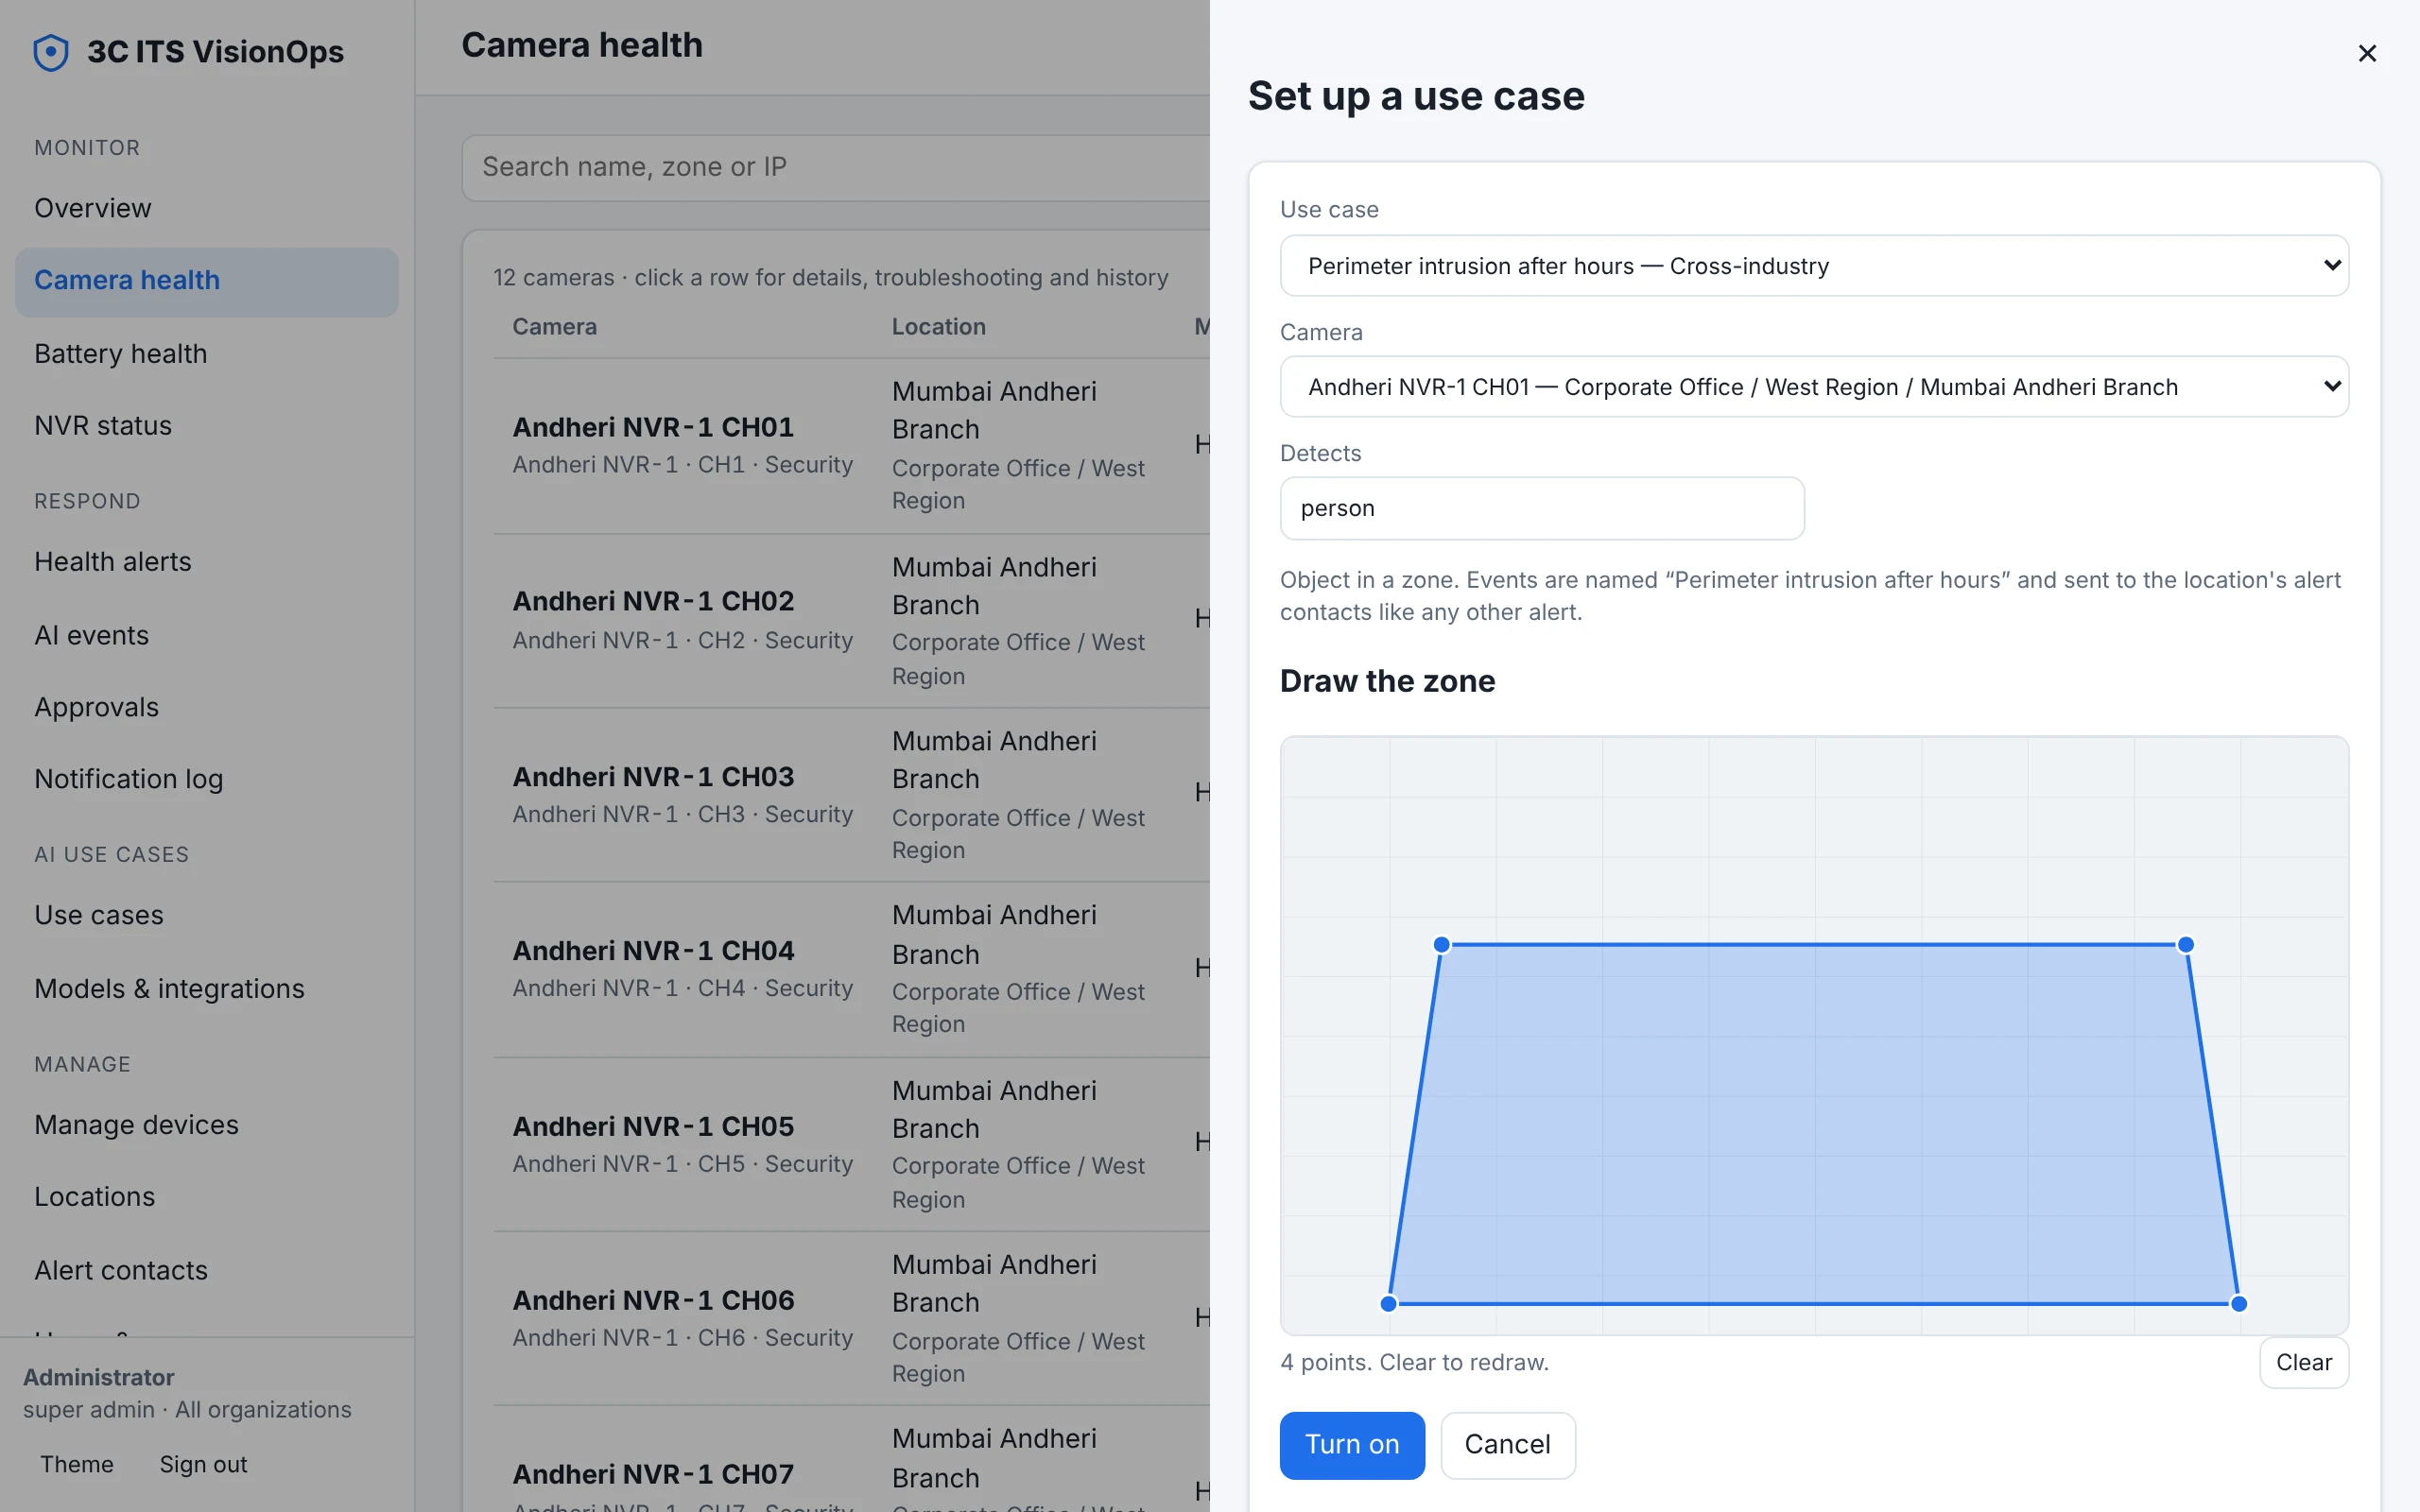 3C ITS VisionOps
MONITOR
Overview
Camera health
Battery health
NVR status
RESPOND
Health alerts
AI events
Approvals
Notification log
AI USE CASES
Use cases
Models & integrations
MANAGE
Manage devices
Locations
Alert contacts
Administrator
super admin · All organizations
Theme
Sign out
Camera health
Search name, zone or IP
12 cameras · click a row for details, troubleshooting and history
Camera
Location
Andheri NVR-1 CH01
Andheri NVR-1 · CH1 · Security
Mumbai Andheri
Branch
Corporate Office / West
Region
Andheri NVR-1 CH02
Andheri NVR-1 · CH2 · Security
Mumbai Andheri
Branch
Corporate Office / West
Region
Andheri NVR-1 CH03
Andheri NVR-1 · CH3 · Security
Mumbai Andheri
Branch
Corporate Office / West
Region
Andheri NVR-1 CH04
Andheri NVR-1 · CH4 · Security
Mumbai Andheri
Branch
Corporate Office / West
Region
Andheri NVR-1 CH05
Andheri NVR-1 · CH5 · Security
Mumbai Andheri
Branch
Corporate Office / West
Region
Andheri NVR-1 CH06
Andheri NVR-1 · CH6 · Security
Mumbai Andheri
Branch
Corporate Office / West
Region
Andheri NVR-1 CH07
Mumbai Andheri
Branch
Set up a use case
Use case
Perimeter intrusion after hours — Cross-industry
Camera
Andheri NVR-1 CH01 — Corporate Office / West Region / Mumbai Andheri Branch
Detects
person
Object in a zone. Events are named “Perimeter intrusion after hours” and sent to the location's alert
contacts like any other alert.
Draw the zone
4 points. Clear to redraw.
Clear
Turn on
Cancel